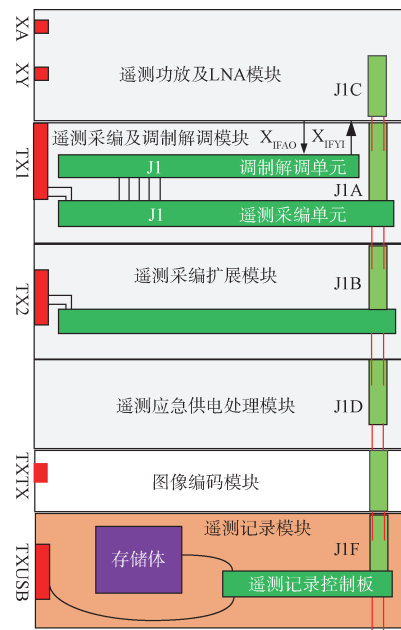 XA
XY
遥测功放及LNA模块
J1C
TX1
遥测采编及调制解调模块
XIFAO
XIFYI
J1 调制解调单元
J1A
J1 遥测采编单元
遥测采编扩展模块
TX2
J1B
遥测应急供电处理模块
J1D
TXTX
图像编码模块
遥测记录模块
TXUSB
存储体
J1F
遥测记录控制板